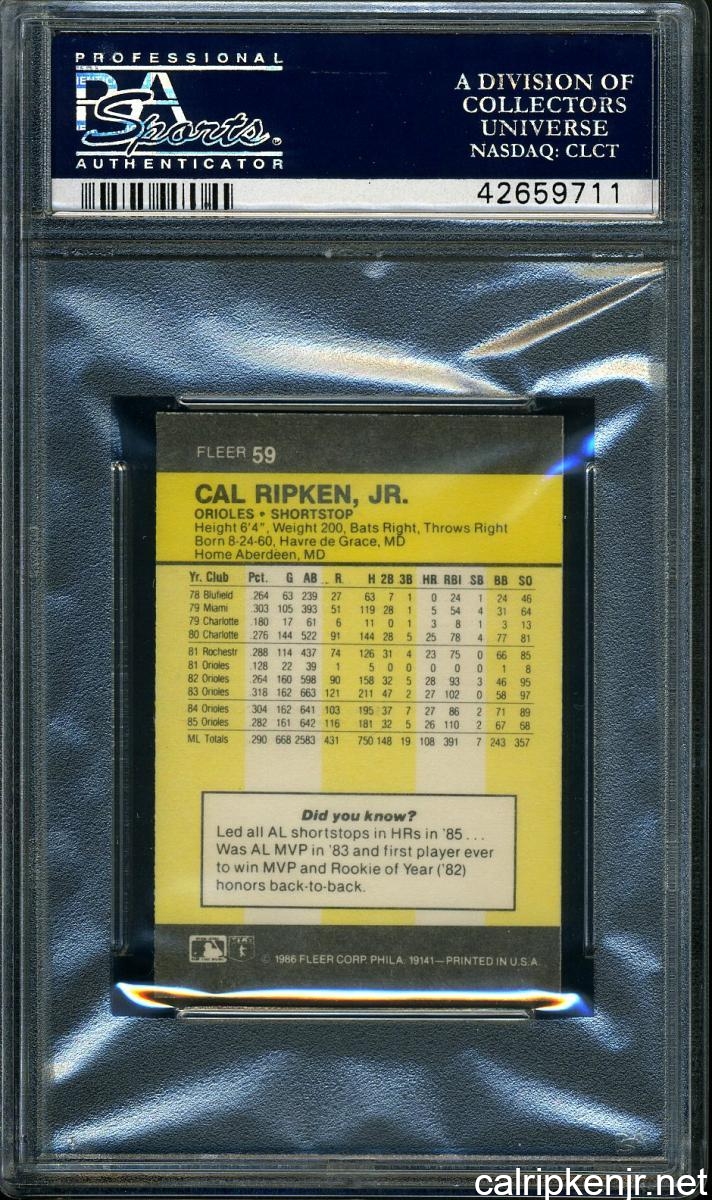 PROFESSIONAL
PSA
Sports
AUTHENTICATOR
A DIVISION OF
COLLECTORS
UNIVERSE
NASDAQ: CLCT
42659711
FLEER 59
CAL RIPKEN, JR.
ORIOLES • SHORTSTOP
Height 6'4", Weight 200, Bats Right, Throws Right
Born 8-24-60, Havre de Grace, MD
Home Aberdeen, MD
Yr. Club Pct. G AB R H 2B 3B HR RBI SB BB SO
78 Blufield .264 63 239 27 63 7 1 0 24 1 24 46
79 Miami .303 105 393 51 119 28 1 5 54 4 31 64
79 Charlotte .180 17 61 6 11 0 1 3 8 1 3 13
80 Charlotte .276 144 522 91 144 28 5 25 78 4 77 81
81 Rochestr .288 114 437 74 126 31 4 23 75 0 66 85
81 Orioles .128 22 39 1 5 0 0 0 0 0 1 8
82 Orioles .264 160 598 90 158 32 5 28 93 3 46 95
83 Orioles .318 162 663 121 211 47 2 27 102 0 58 97
84 Orioles .304 162 641 103 195 37 7 27 86 2 71 89
85 Orioles .282 161 642 116 181 32 5 26 110 2 67 68
ML Totals .290 668 2583 431 750 148 19 108 391 7 243 357
Did you know?
Led all AL shortstops in HRs in '85 . . .
Was AL MVP in '83 and first player ever
to win MVP and Rookie of Year ('82)
honors back-to-back.
© 1986 FLEER CORP. PHILA. 19141—PRINTED IN U.S.A.
calripkenjr.net